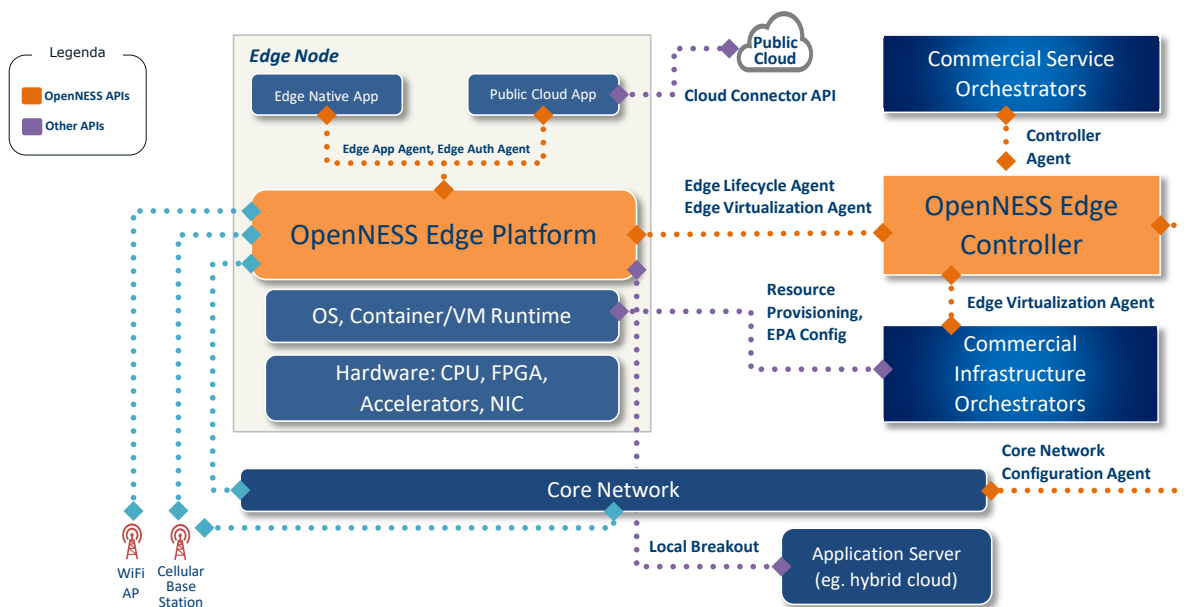 Legenda
OpenNESS APIs
Other APIs
Edge Node
Edge Native App
Public Cloud App
Edge App Agent, Edge Auth Agent
OpenNESS Edge Platform
OS, Container/VM Runtime
Hardware: CPU, FPGA,
Accelerators, NIC
Public
Cloud
Cloud Connector API
Commercial Service
Orchestrators
Controller
Agent
Edge Lifecycle Agent
Edge Virtualization Agent
OpenNESS Edge
Controller
Edge Virtualization Agent
Resource
Provisioning,
EPA Config
Commercial
Infrastructure
Orchestrators
Core Network
Configuration Agent
Core Network
WiFi
AP
Cellular
Base
Station
Local Breakout
Application Server
(eg. hybrid cloud)